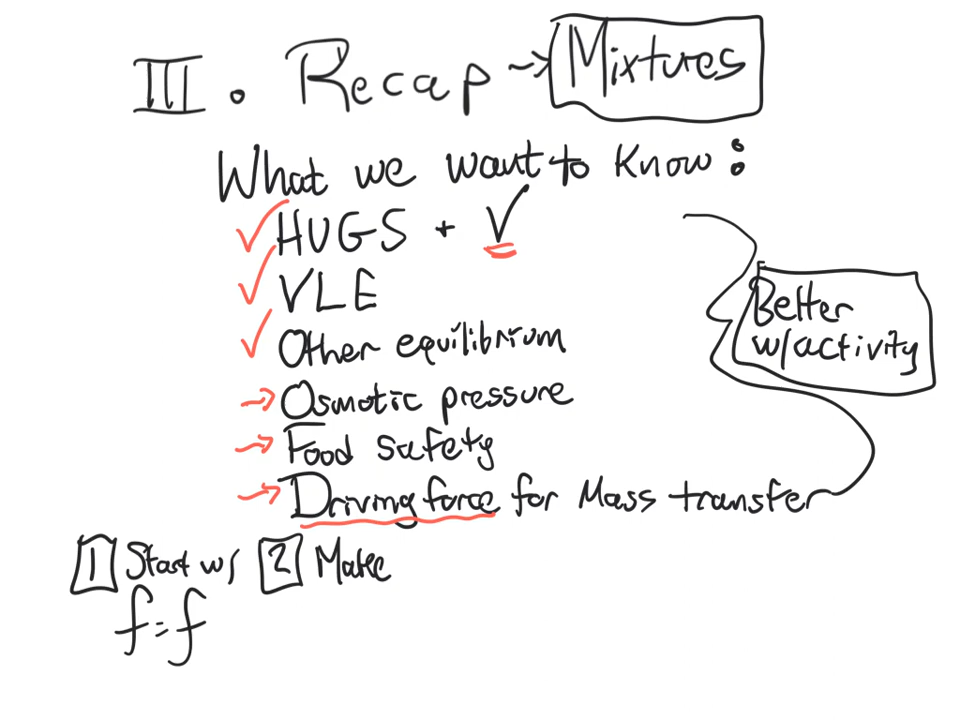 III. Recap → Mixtures
What we want to know:
✓ HUGS + V
✓ VLE
✓ Other equilibrium
→ Osmotic pressure
→ Food safety
→ Driving force for Mass transfer
Better
w/activity
1 Start w/ 2 Make
f=f